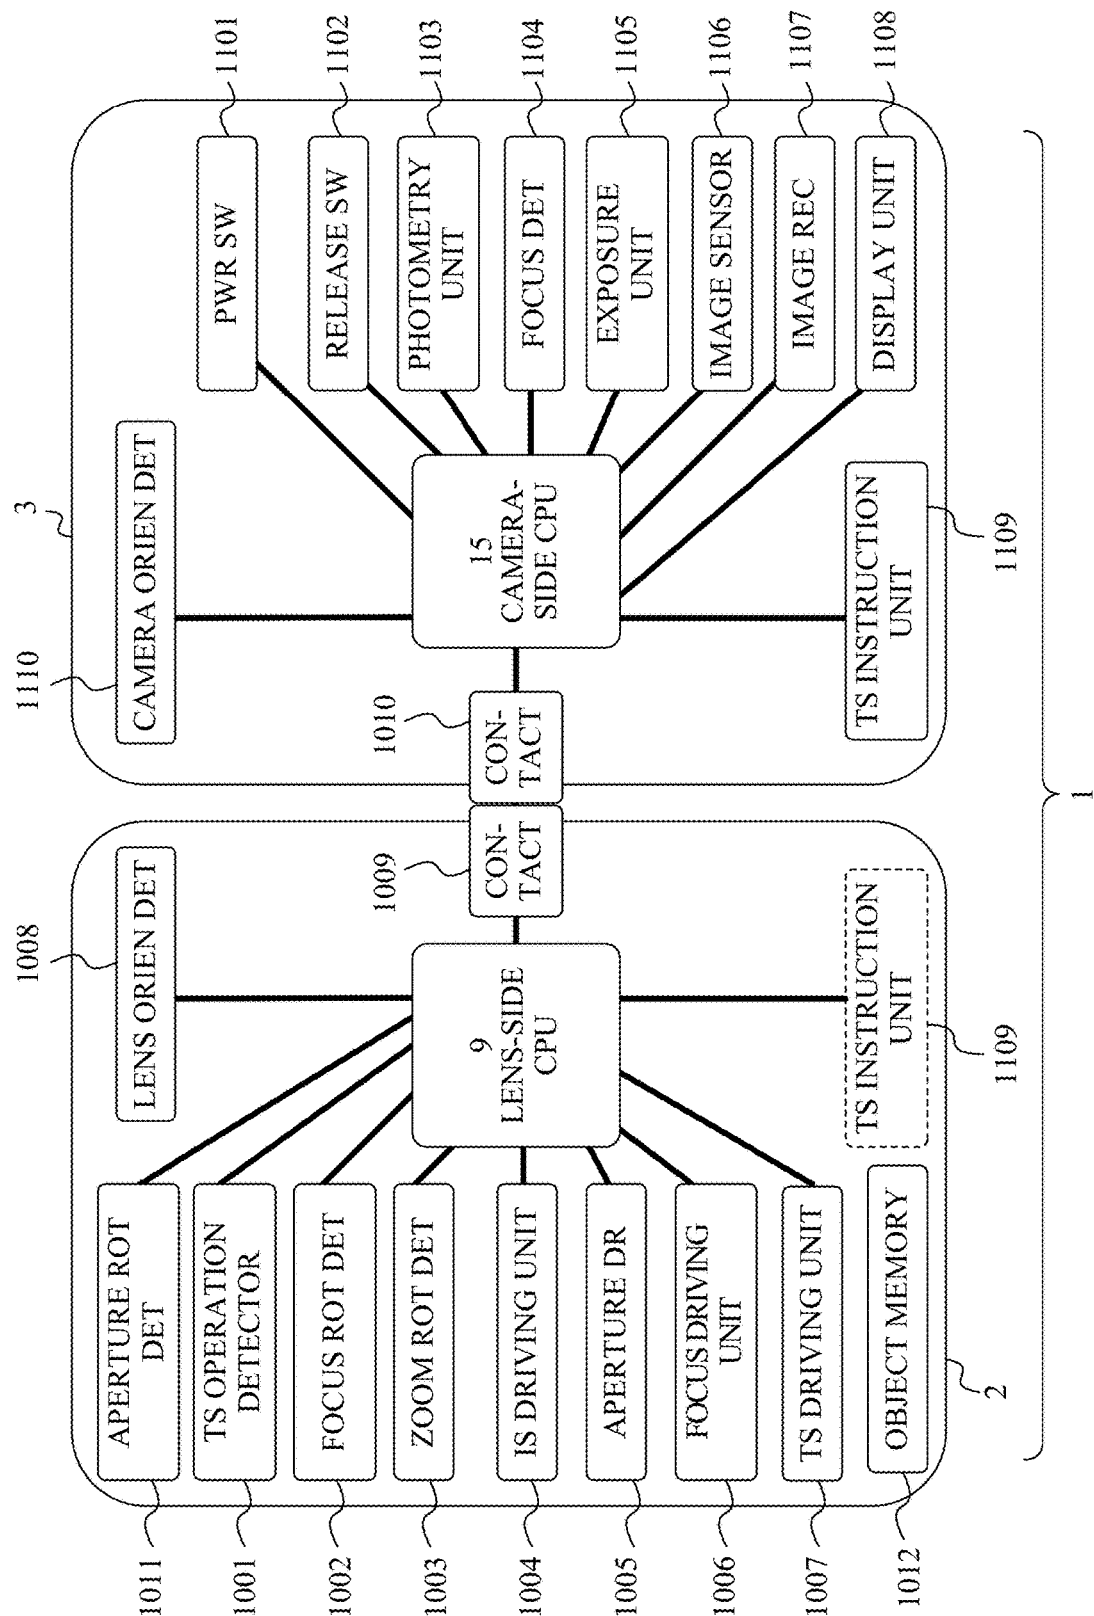 1011
APERTURE ROT
DET
1001
TS OPERATION
DETECTOR
1002
FOCUS ROT DET
1003
ZOOM ROT DET
1004
IS DRIVING UNIT
1005
APERTURE DR
1006
FOCUS DRIVING
UNIT
1007
TS DRIVING UNIT
1012
OBJECT MEMORY
2
1008
LENS ORIEN DET
9
LENS-SIDE
CPU
TS INSTRUCTION
UNIT
1109
1009
CON-
TACT
1010
CON-
TACT
1
1110
CAMERA ORIEN DET
3
15
CAMERA-
SIDE CPU
TS INSTRUCTION
UNIT
1109
PWR SW
1101
RELEASE SW
1102
PHOTOMETRY
UNIT
1103
FOCUS DET
1104
EXPOSURE
UNIT
1105
IMAGE SENSOR
1106
IMAGE REC
1107
DISPLAY UNIT
1108